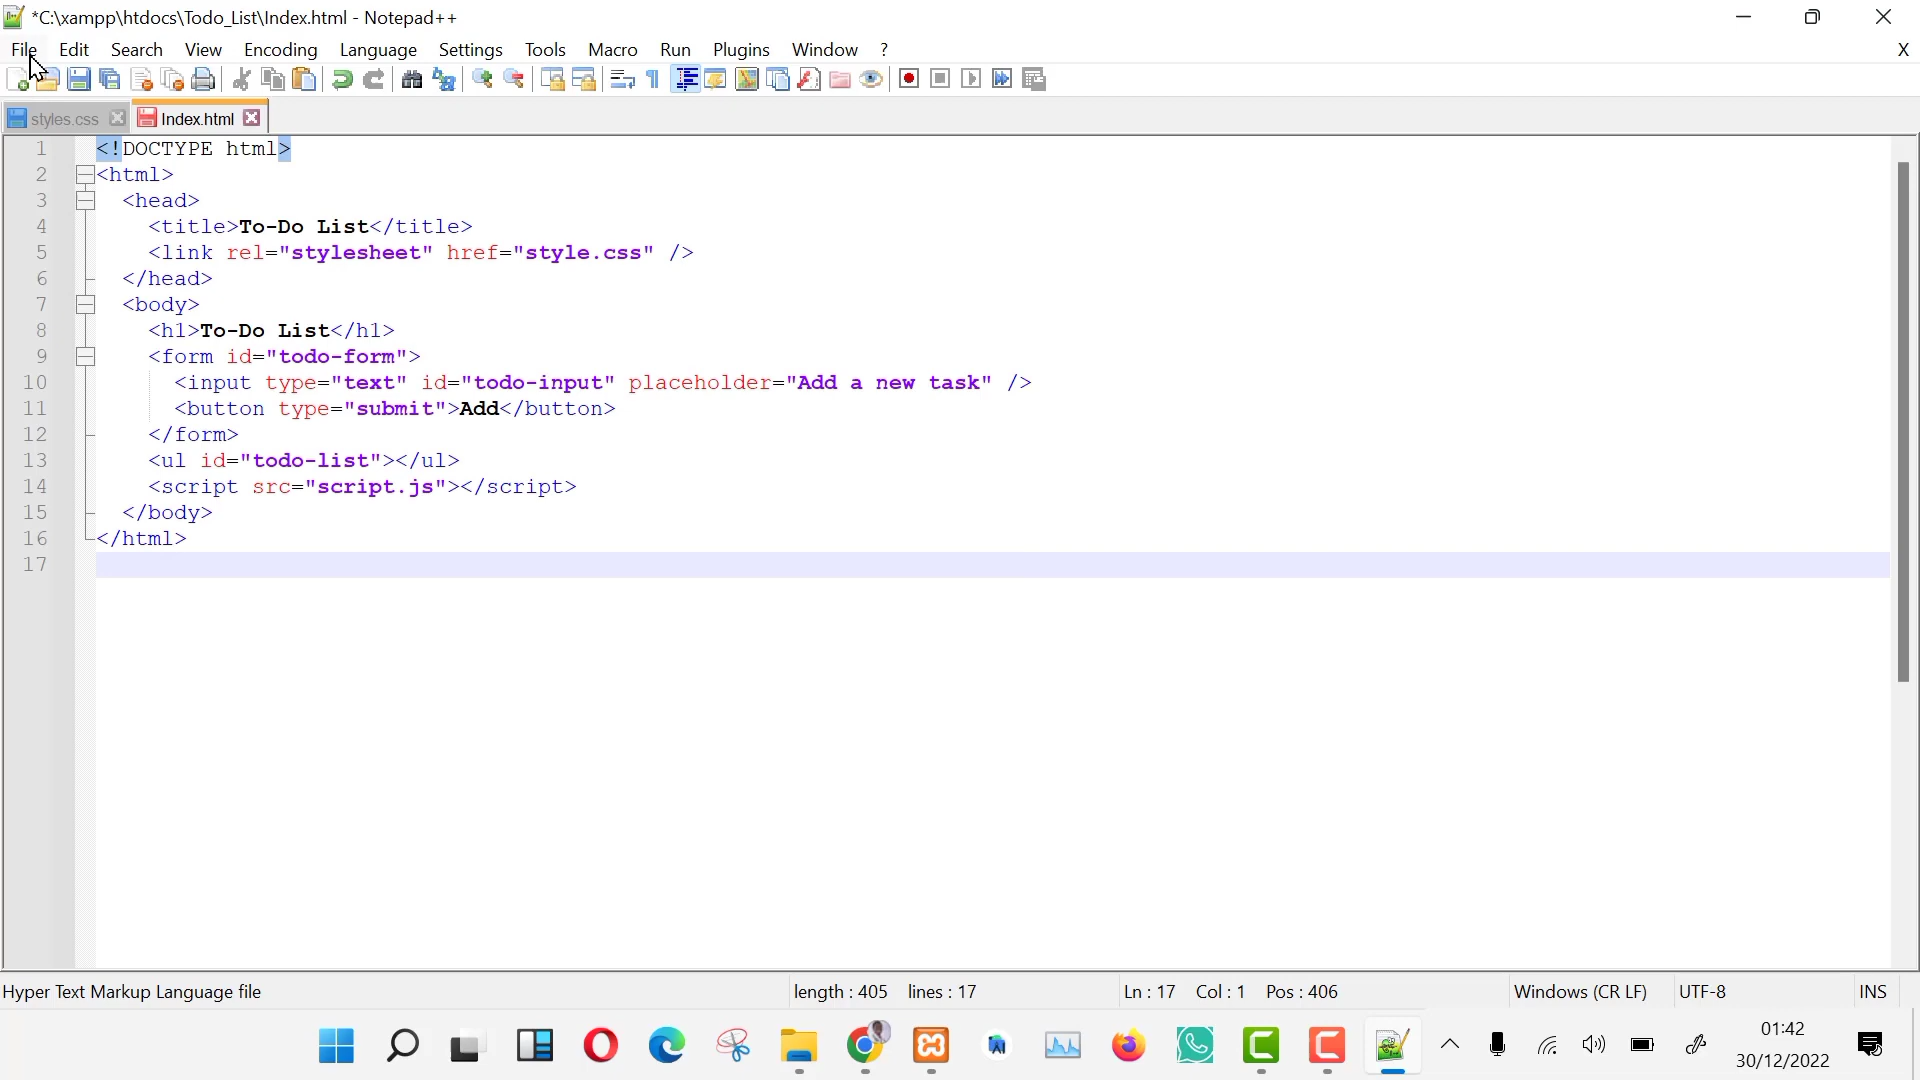 *C:\xampp\htdocs\Todo_List\Index.html - Notepad++
File Edit Search View Encoding Language Settings Tools Macro Run Plugins Window ? X
styles.css Index.html
1 <!DOCTYPE html>
2 <html>
3 <head>
4 <title>To-Do List</title>
5 <link rel="stylesheet" href="style.css" />
6 </head>
7 <body>
8 <h1>To-Do List</h1>
9 <form id="todo-form">
10 <input type="text" id="todo-input" placeholder="Add a new task" />
11 <button type="submit">Add</button>
12 </form>
13 <ul id="todo-list"></ul>
14 <script src="script.js"></script>
15 </body>
16 </html>
17
Hyper Text Markup Language file length : 405 lines : 17 Ln : 17 Col : 1 Pos : 406 Windows (CR LF) UTF-8 INS
01:42
30/12/2022